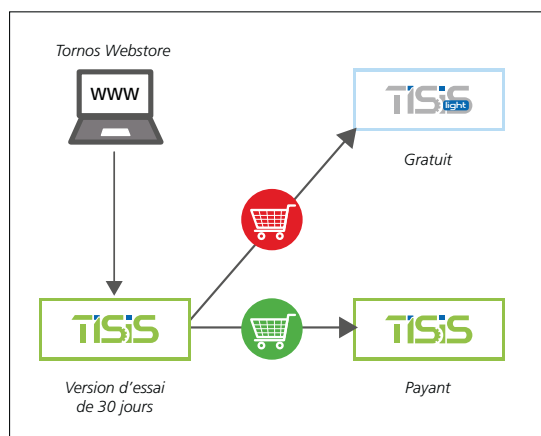 Tornos Webstore
WWW
TISIS
light
Gratuit
TISIS
TISIS
Version d'essai
de 30 jours
Payant